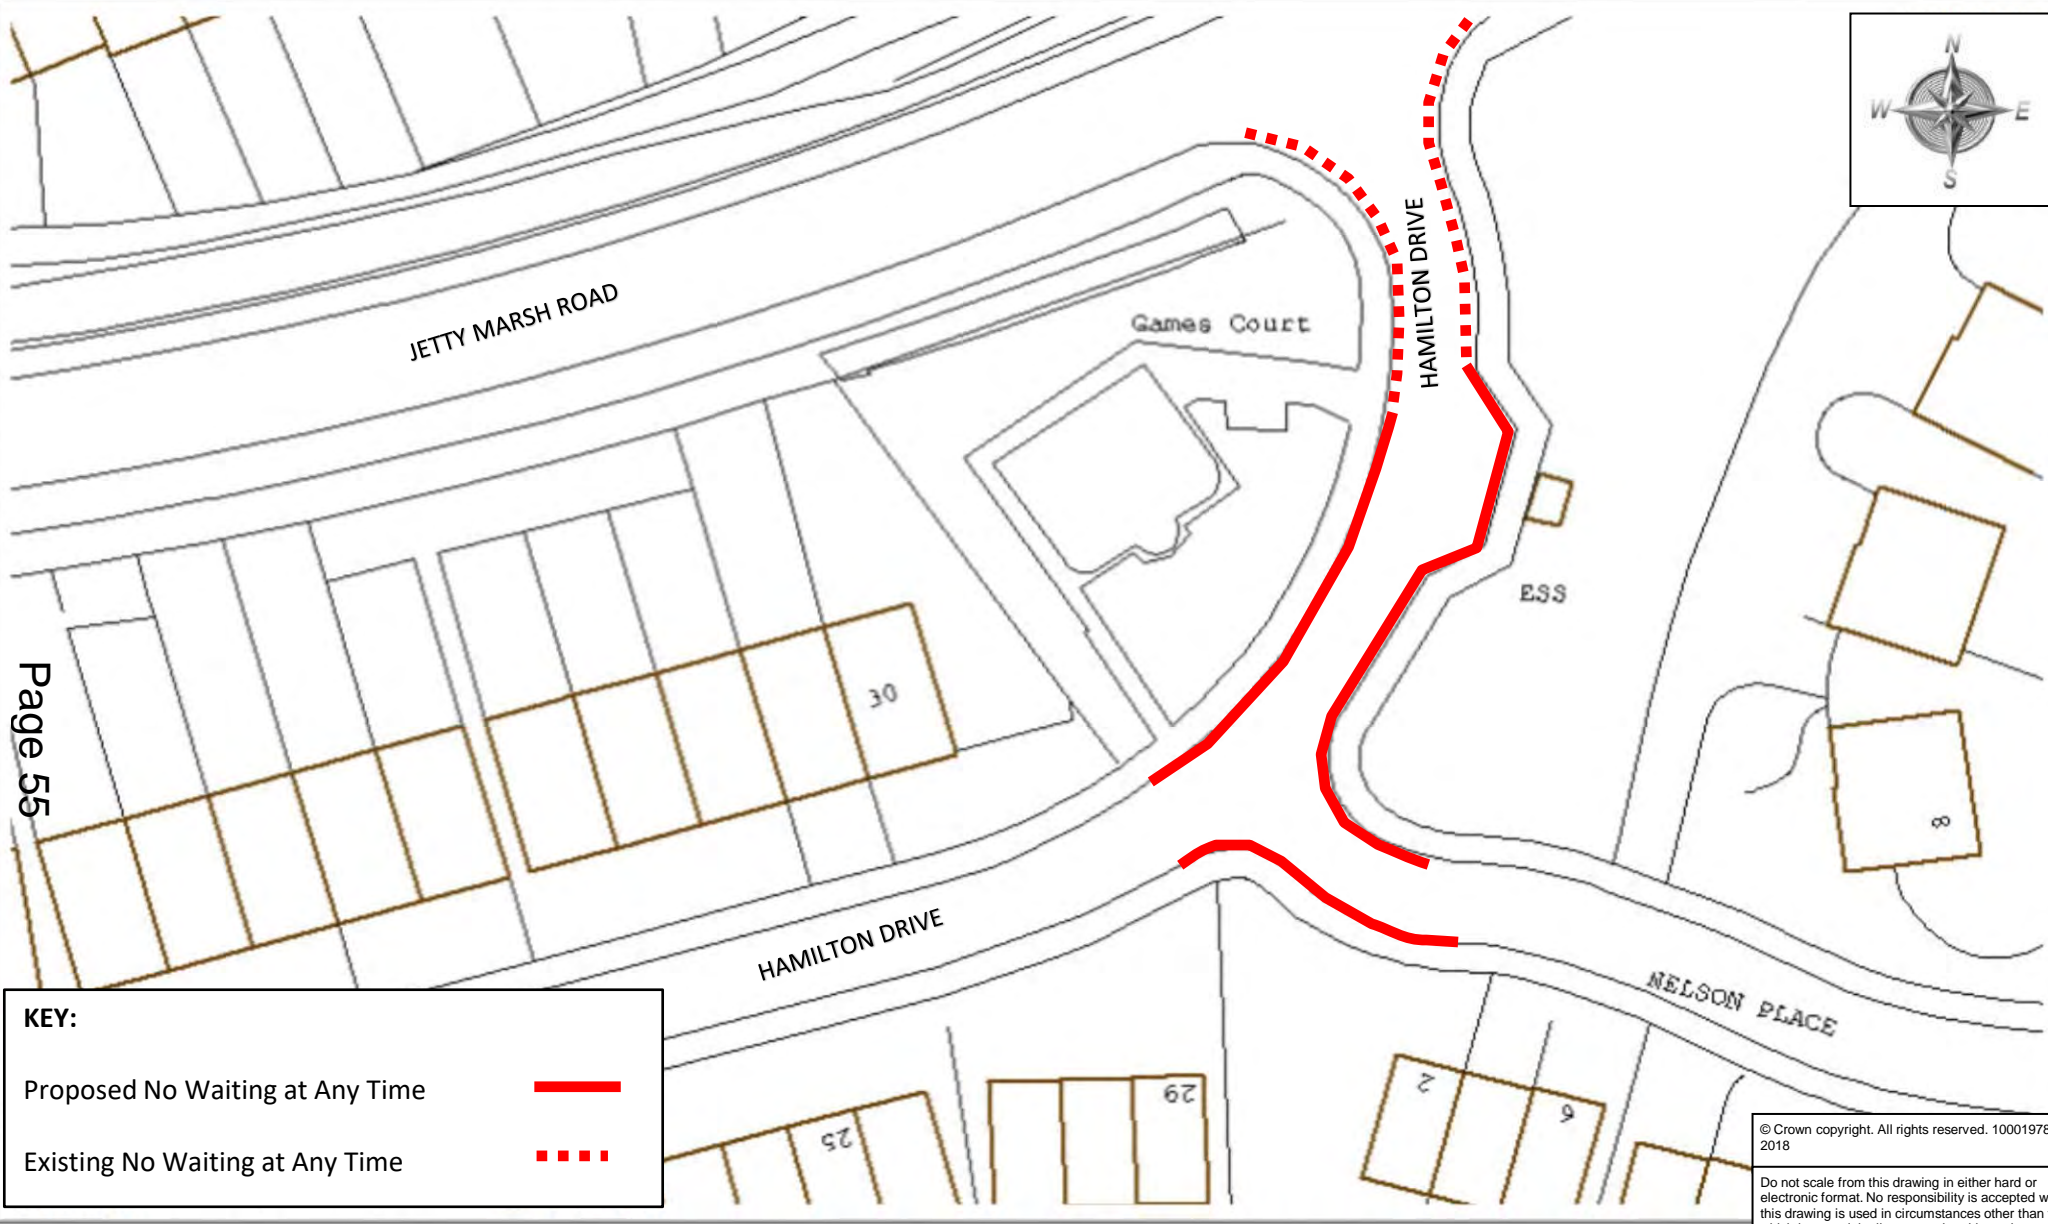 N
W E
S
JETTY MARSH ROAD
HAMILTON DRIVE
Games Court
ESS
30
Page 55
8
HAMILTON DRIVE
NELSON PLACE
KEY:
Proposed No Waiting at Any Time
Existing No Waiting at Any Time
25
29
2
6
© Crown copyright. All rights reserved. 10001978
2018
Do not scale from this drawing in either hard or
electronic format. No responsibility is accepted
this drawing is used in circumstances other than